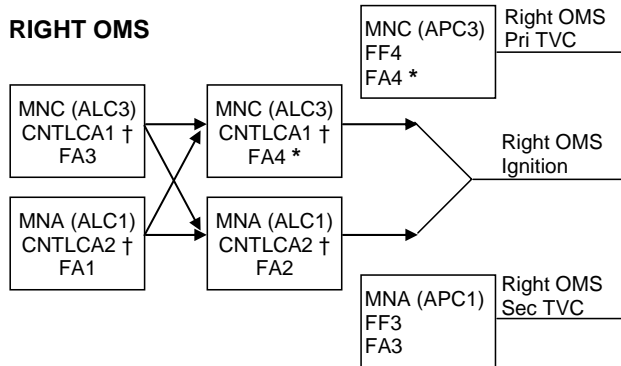 RIGHT OMS
MNC (APC3)
FF4
FA4 *
Right OMS
Pri TVC
MNC (ALC3)
CNTLCA1 †
FA3
MNC (ALC3)
CNTLCA1 †
FA4 *
Right OMS
Ignition
MNA (ALC1)
CNTLCA2 †
FA1
MNA (ALC1)
CNTLCA2 †
FA2
MNA (APC1)
FF3
FA3
Right OMS
Sec TVC